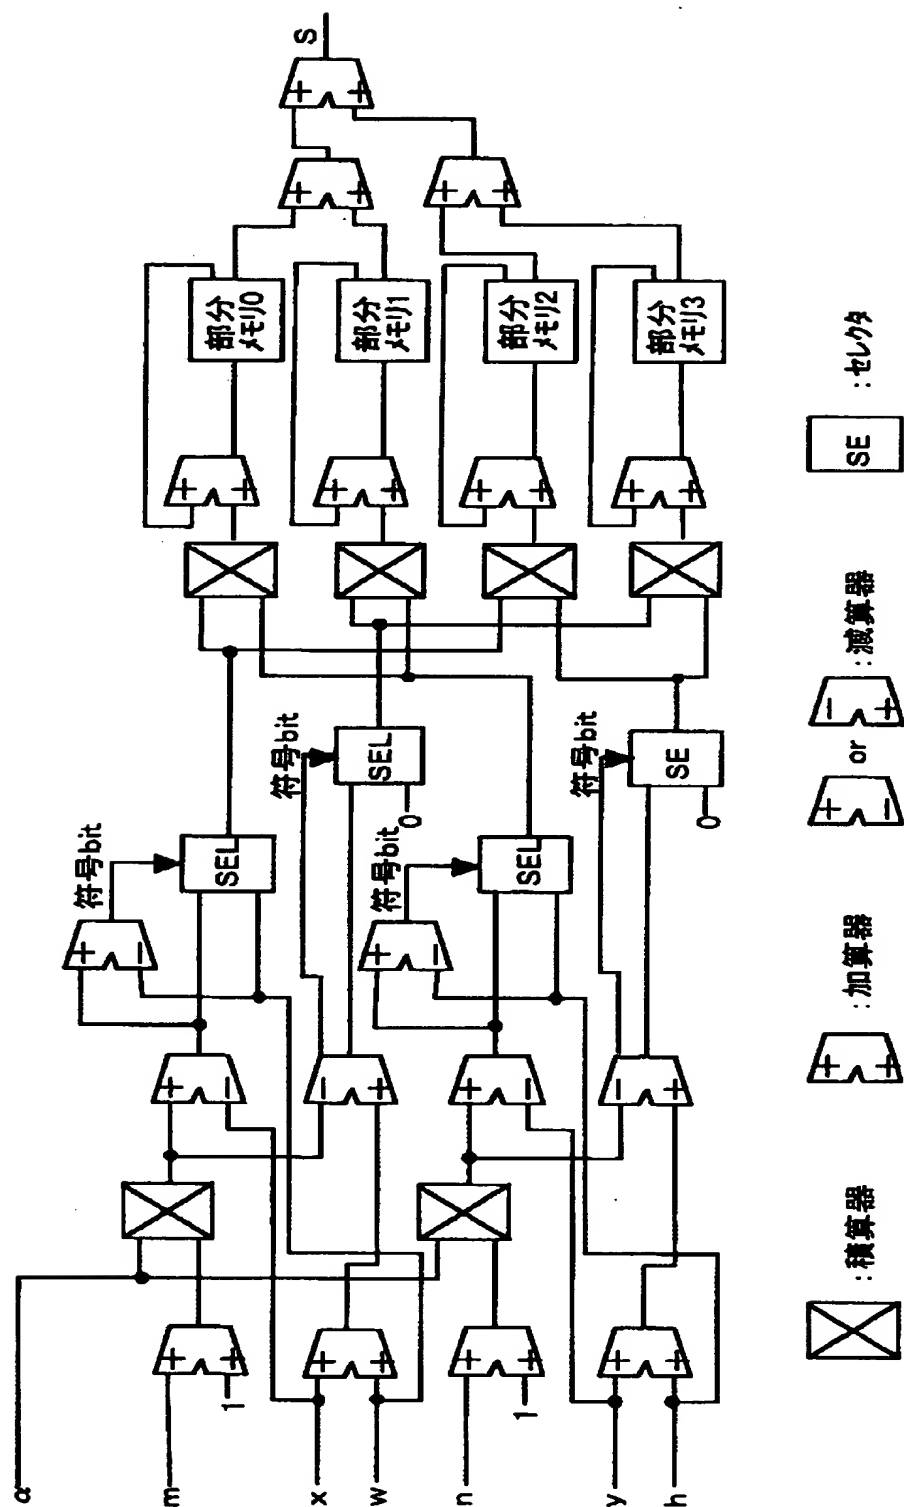 α
符号bit
m
1
SEL
部分
メモリ0
符号bit
S
x
w
SEL
部分
メモリ1
0
符号bit
n
1
SEL
部分
メモリ2
符号bit
y
h
SE
部分
メモリ3
0
:積算器
:加算器
or
:減算器
SE
:セレクタ